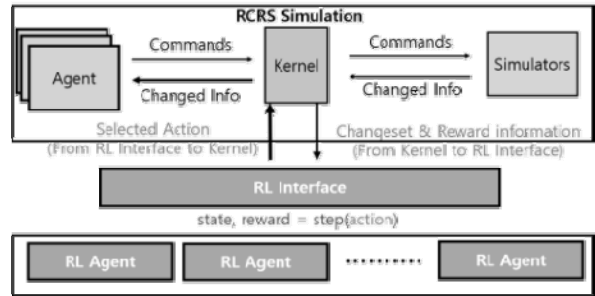 RCRS Simulation
Commands
Commands
Agent
Kernel
Simulators
Changed Info
Changed Info
Selected Action
(From RL Interface to Kernel)
Changeset & Reward information
(From Kernel to RL Interface)
RL Interface
state, reward = step(action)
RL Agent
RL Agent
RL Agent